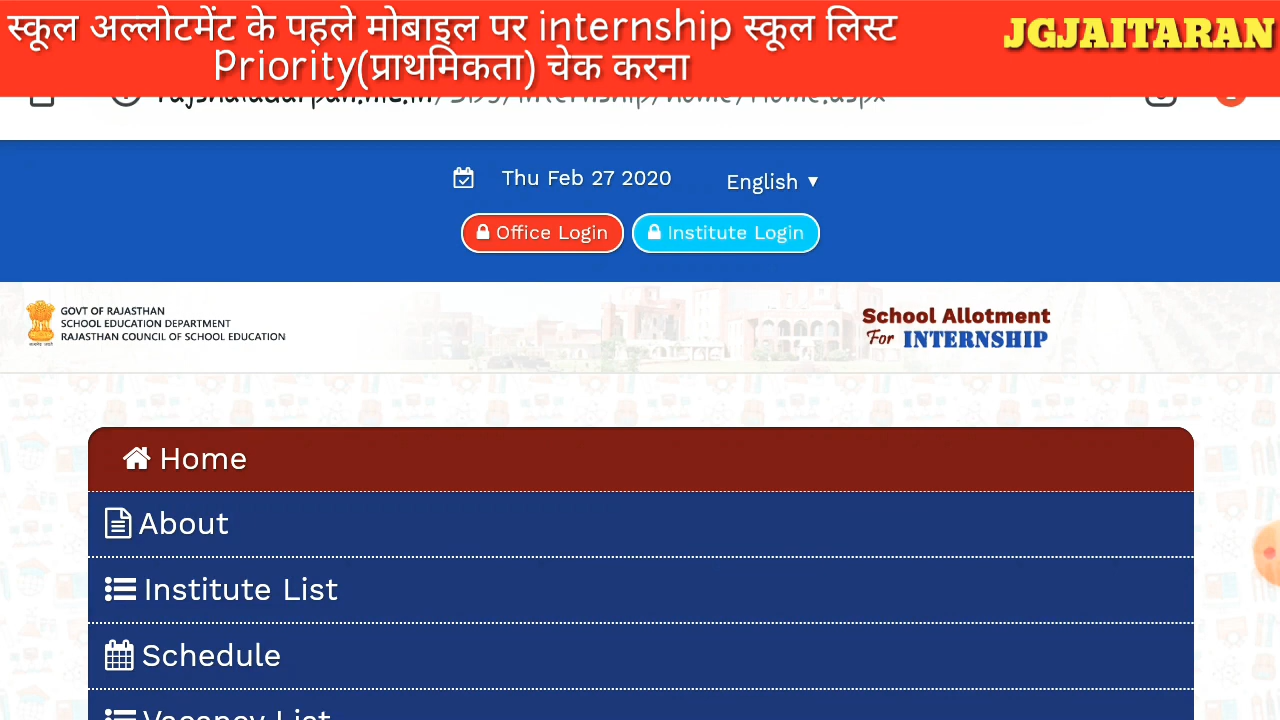 स्कूल अल्लोटमेंट के पहले मोबाइल पर internship स्कूल लिस्ट
Priority(प्राथमिकता) चेक करना
JGJAITARAN
Thu Feb 27 2020
English ▼
Office Login
Institute Login
GOVT OF RAJASTHAN
SCHOOL EDUCATION DEPARTMENT
RAJASTHAN COUNCIL OF SCHOOL EDUCATION
School Allotment
For INTERNSHIP
Home
About
Institute List
Schedule
Vacancy List